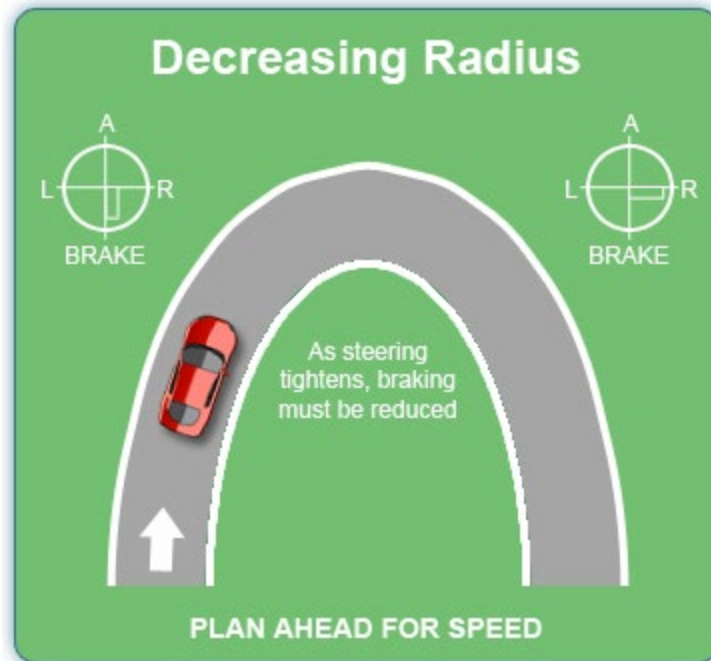 Decreasing Radius
A
L R
BRAKE
A
L R
BRAKE
As steering
tightens, braking
must be reduced
PLAN AHEAD FOR SPEED